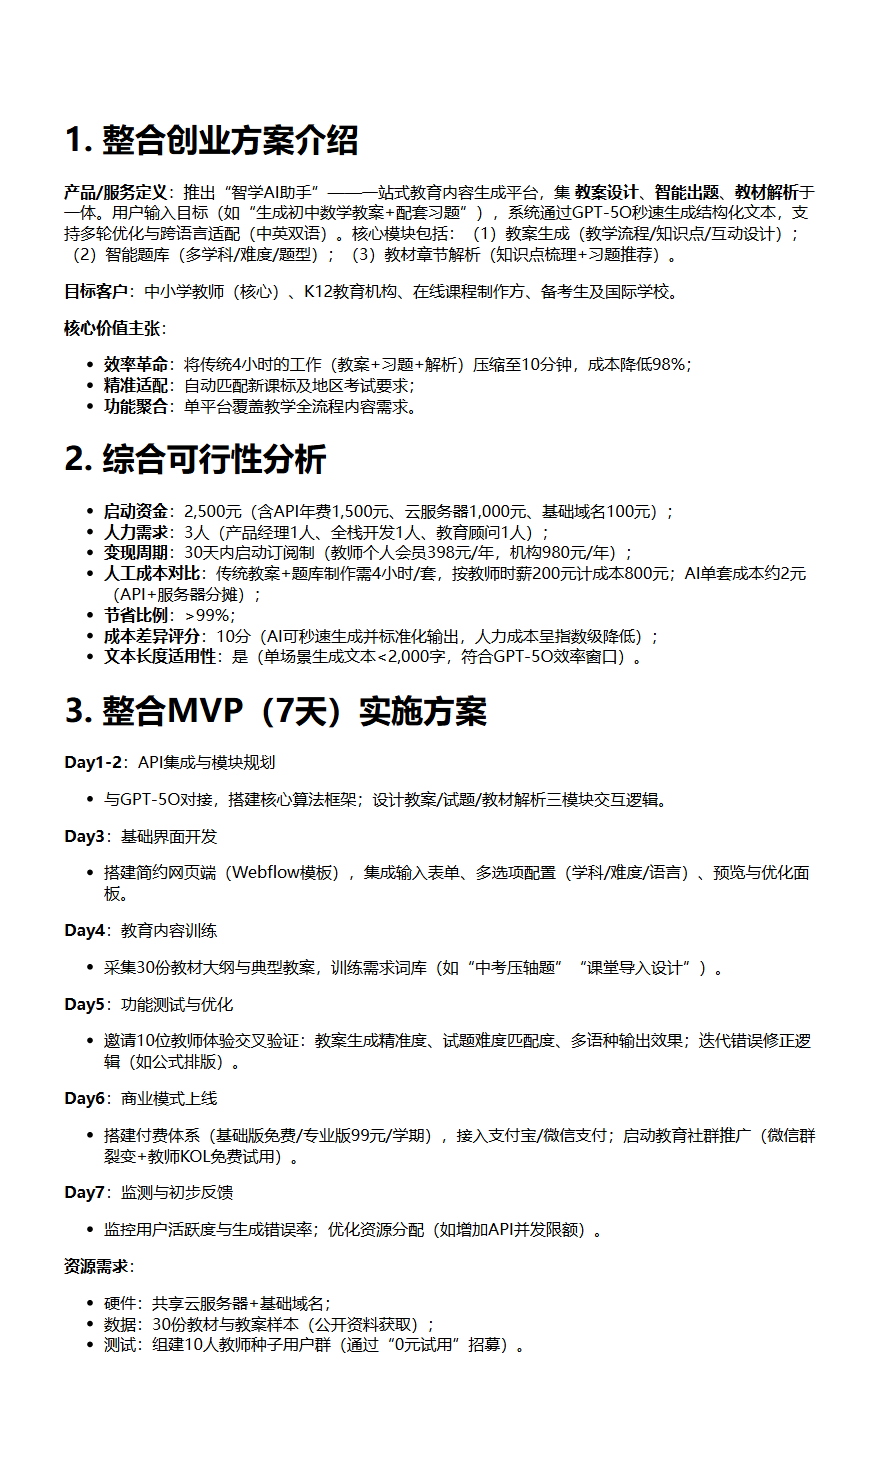 1. 整合创业方案介绍
产品/服务定义：推出“智学AI助手”——一站式教育内容生成平台，集 教案设计、智能出题、教材解析于
一体。用户输入目标（如“生成初中数学教案+配套习题”），系统通过GPT-5O秒速生成结构化文本，支
持多轮优化与跨语言适配（中英双语）。核心模块包括：（1）教案生成（教学流程/知识点/互动设计）；
（2）智能题库（多学科/难度/题型）；（3）教材章节解析（知识点梳理+习题推荐）。
目标客户：中小学教师（核心）、K12教育机构、在线课程制作方、备考生及国际学校。
核心价值主张：
• 效率革命：将传统4小时的工作（教案+习题+解析）压缩至10分钟，成本降低98%；
• 精准适配：自动匹配新课标及地区考试要求；
• 功能聚合：单平台覆盖教学全流程内容需求。
2. 综合可行性分析
• 启动资金：2,500元（含API年费1,500元、云服务器1,000元、基础域名100元）；
• 人力需求：3人（产品经理1人、全栈开发1人、教育顾问1人）；
• 变现周期：30天内启动订阅制（教师个人会员398元/年，机构980元/年）；
• 人工成本对比：传统教案+题库制作需4小时/套，按教师时薪200元计成本800元；AI单套成本约2元
（API+服务器分摊）；
• 节省比例：>99%；
• 成本差异评分：10分（AI可秒速生成并标准化输出，人力成本呈指数级降低）；
• 文本长度适用性：是（单场景生成文本<2,000字，符合GPT-5O效率窗口）。
3. 整合MVP（7天）实施方案
Day1-2：API集成与模块规划
• 与GPT-5O对接，搭建核心算法框架；设计教案/试题/教材解析三模块交互逻辑。
Day3：基础界面开发
• 搭建简约网页端（Webflow模板），集成输入表单、多选项配置（学科/难度/语言）、预览与优化面
板。
Day4：教育内容训练
• 采集30份教材大纲与典型教案，训练需求词库（如“中考压轴题”“课堂导入设计”）。
Day5：功能测试与优化
• 邀请10位教师体验交叉验证：教案生成精准度、试题难度匹配度、多语种输出效果；迭代错误修正逻
辑（如公式排版）。
Day6：商业模式上线
• 搭建付费体系（基础版免费/专业版99元/学期），接入支付宝/微信支付；启动教育社群推广（微信群
裂变+教师KOL免费试用）。
Day7：监测与初步反馈
• 监控用户活跃度与生成错误率；优化资源分配（如增加API并发限额）。
资源需求：
• 硬件：共享云服务器+基础域名；
• 数据：30份教材与教案样本（公开资料获取）；
• 测试：组建10人教师种子用户群（通过“0元试用”招募）。